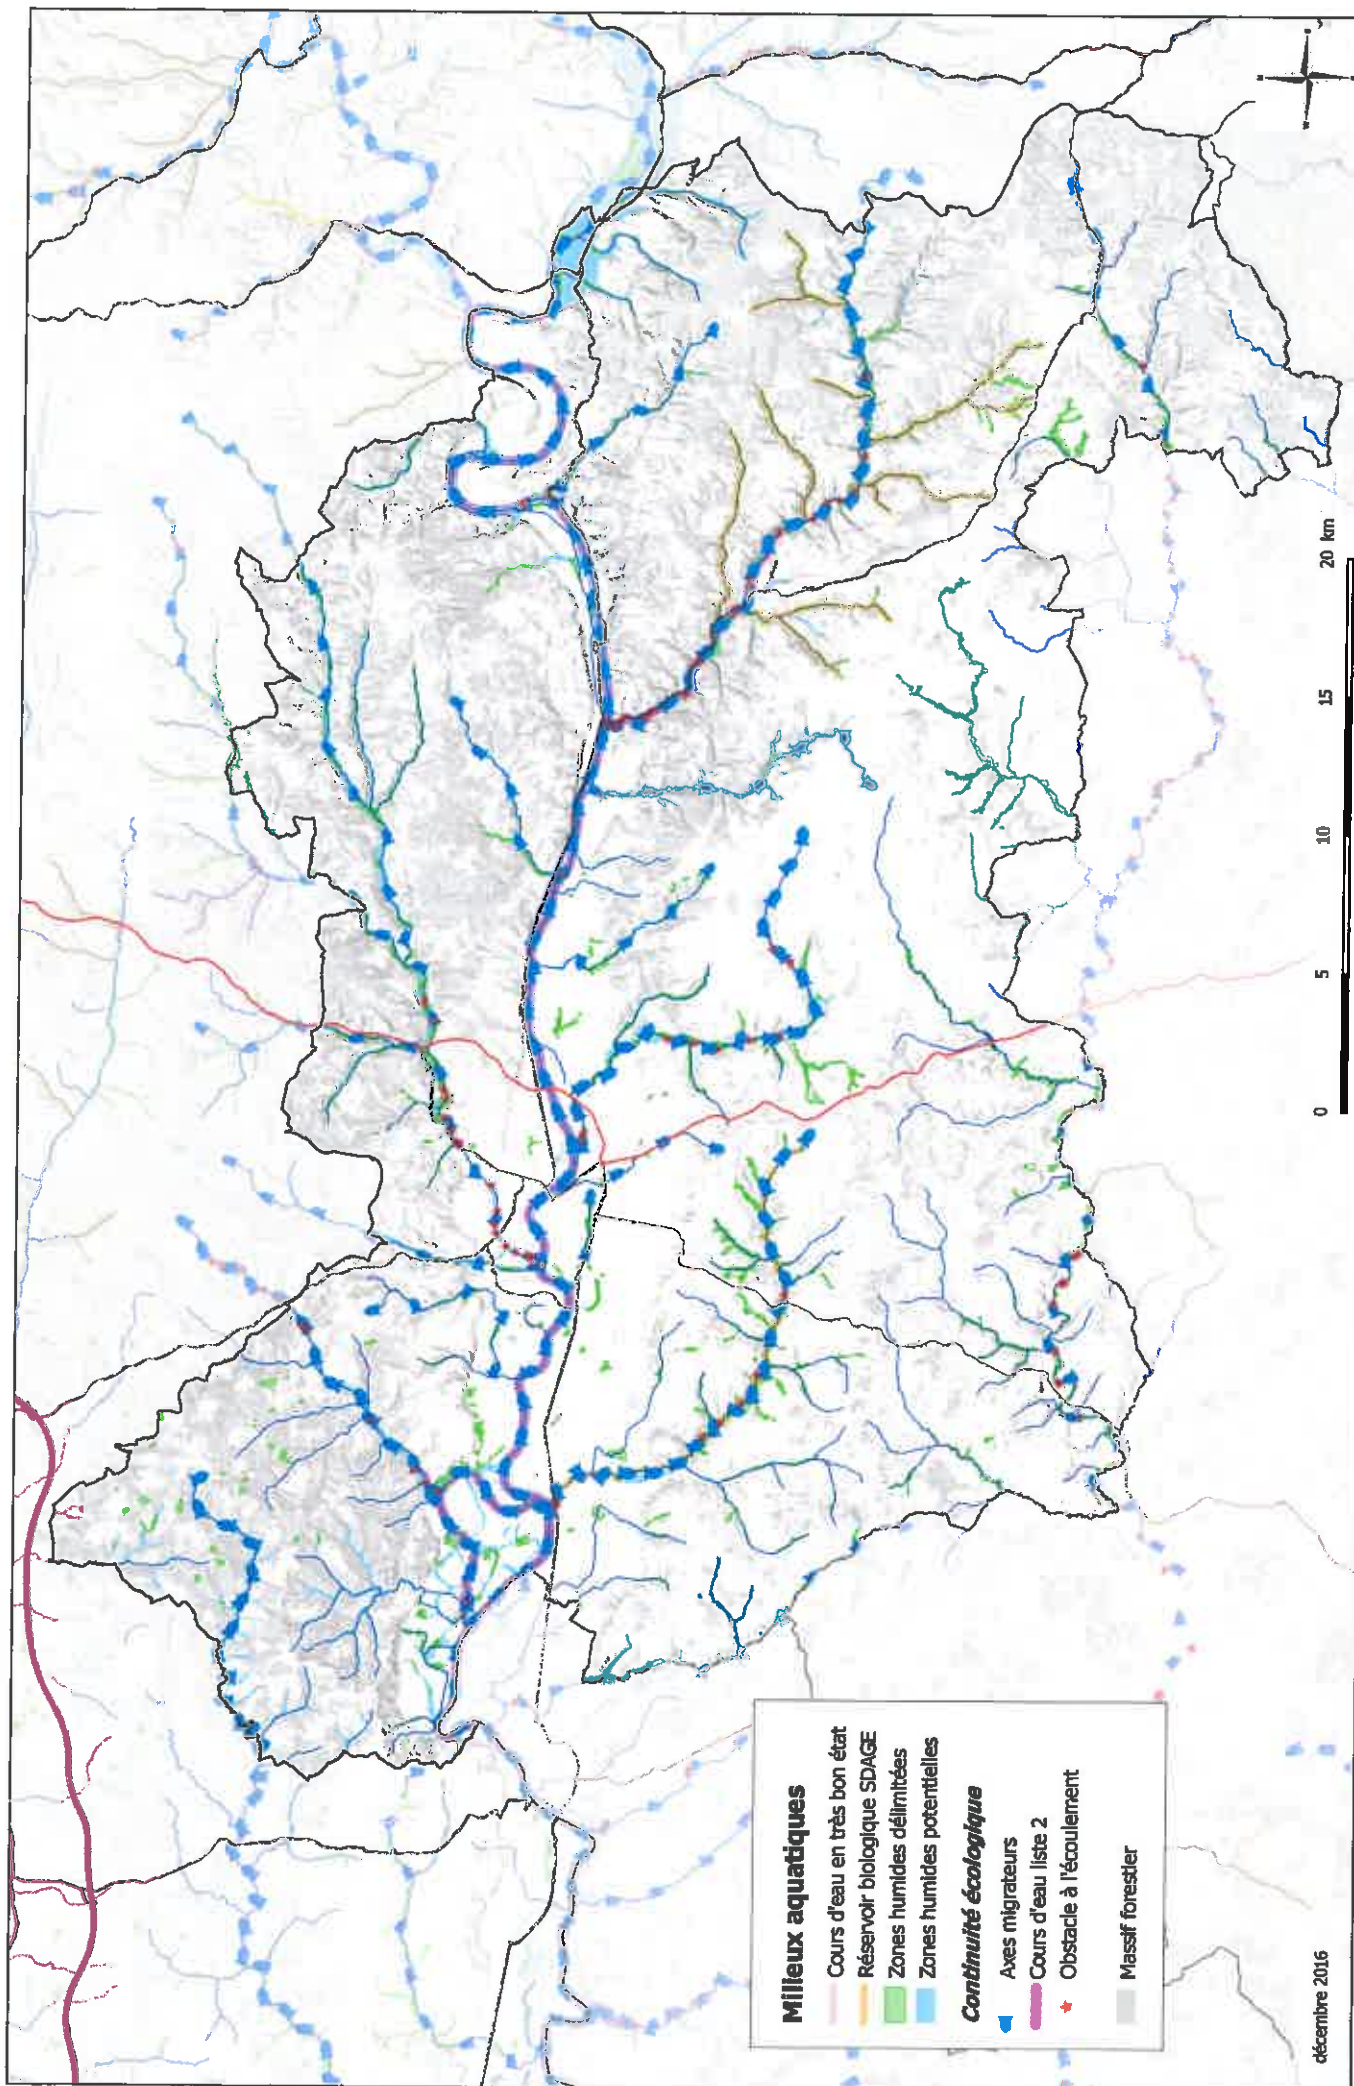 Milieux aquatiques
Cours d'eau en très bon état
Réservoir biologique SDAGE
Zones humides délimitées
Zones humides potentielles
Continuité écologique
Axes migrateurs
Cours d'eau liste 2
Obstacle à l'écoulement
Massif forestier
décembre 2016
0 5 10 15 20 km